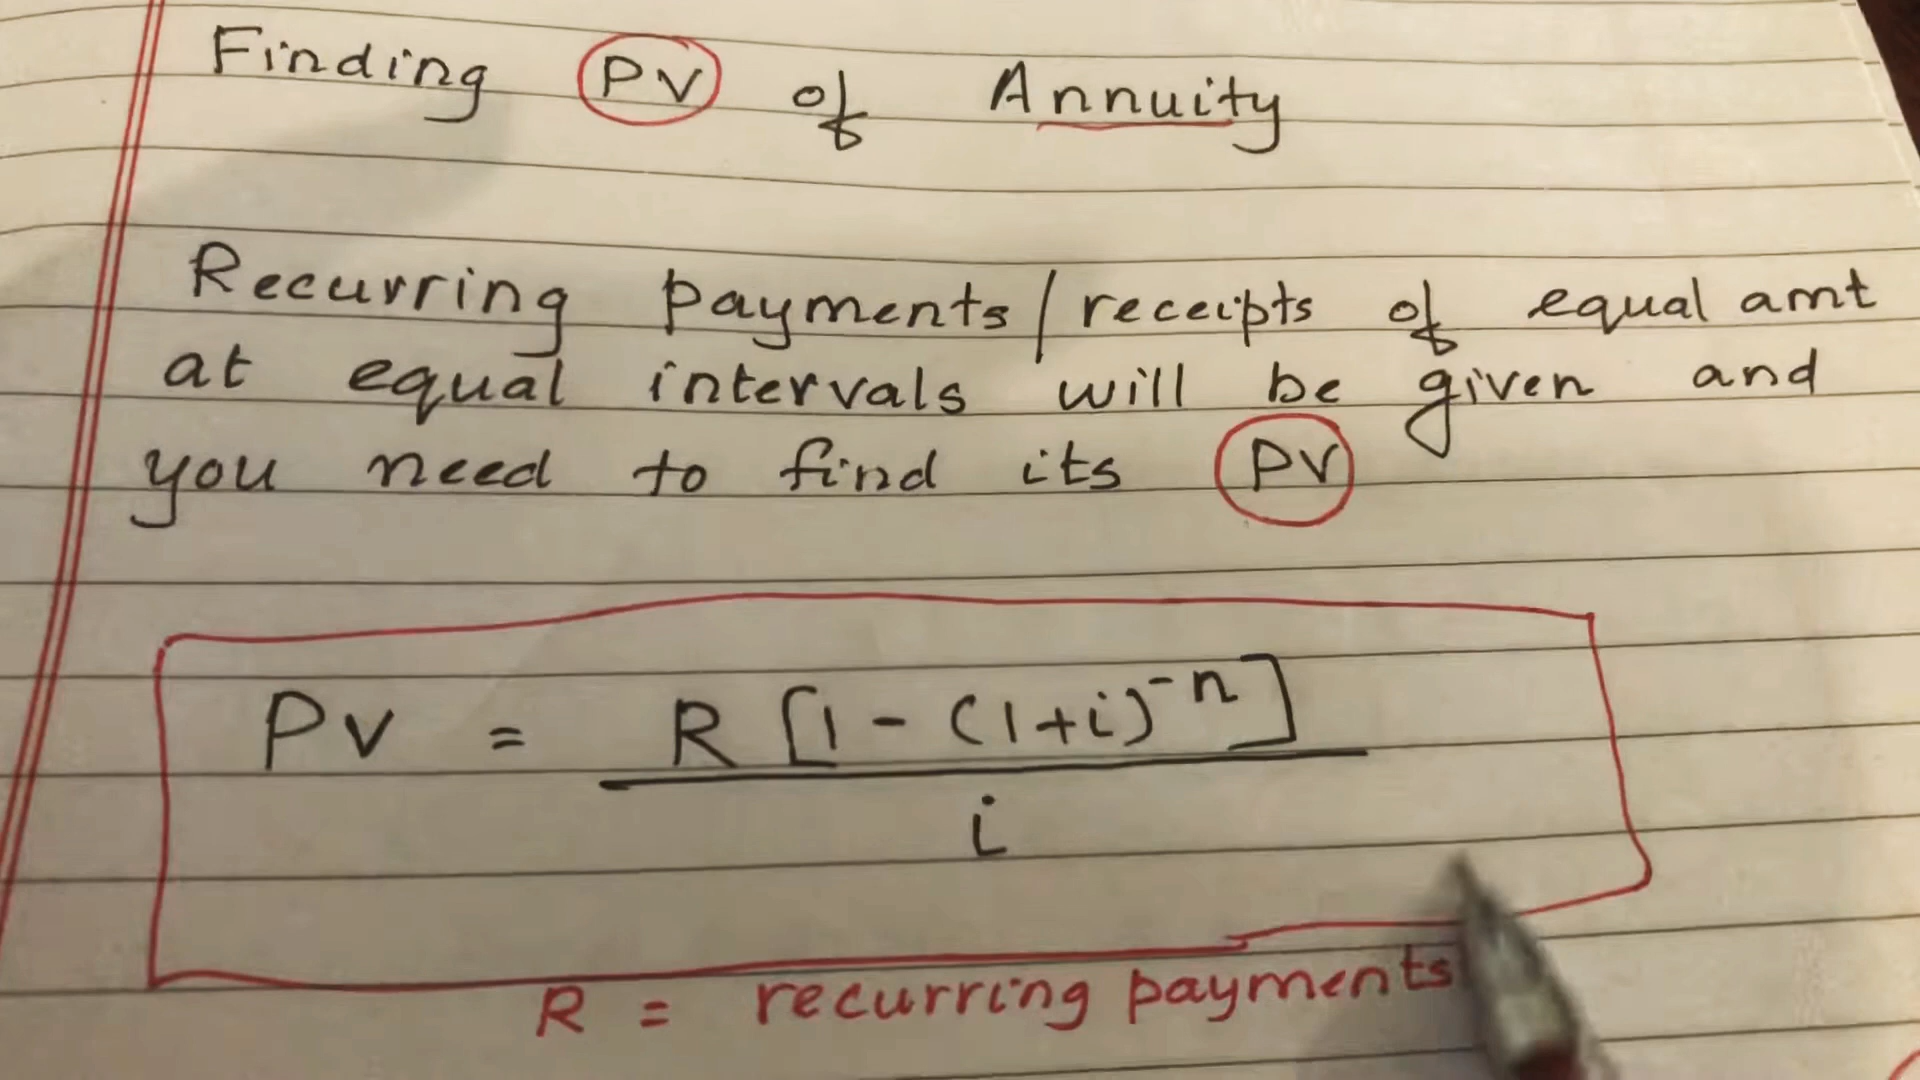 Finding PV of Annuity
Recurring payments/receipts of equal amt
at equal intervals will be given and
you need to find its PV
PV = R [1 - (1+i)⁻ⁿ]
i
R = recurring payments